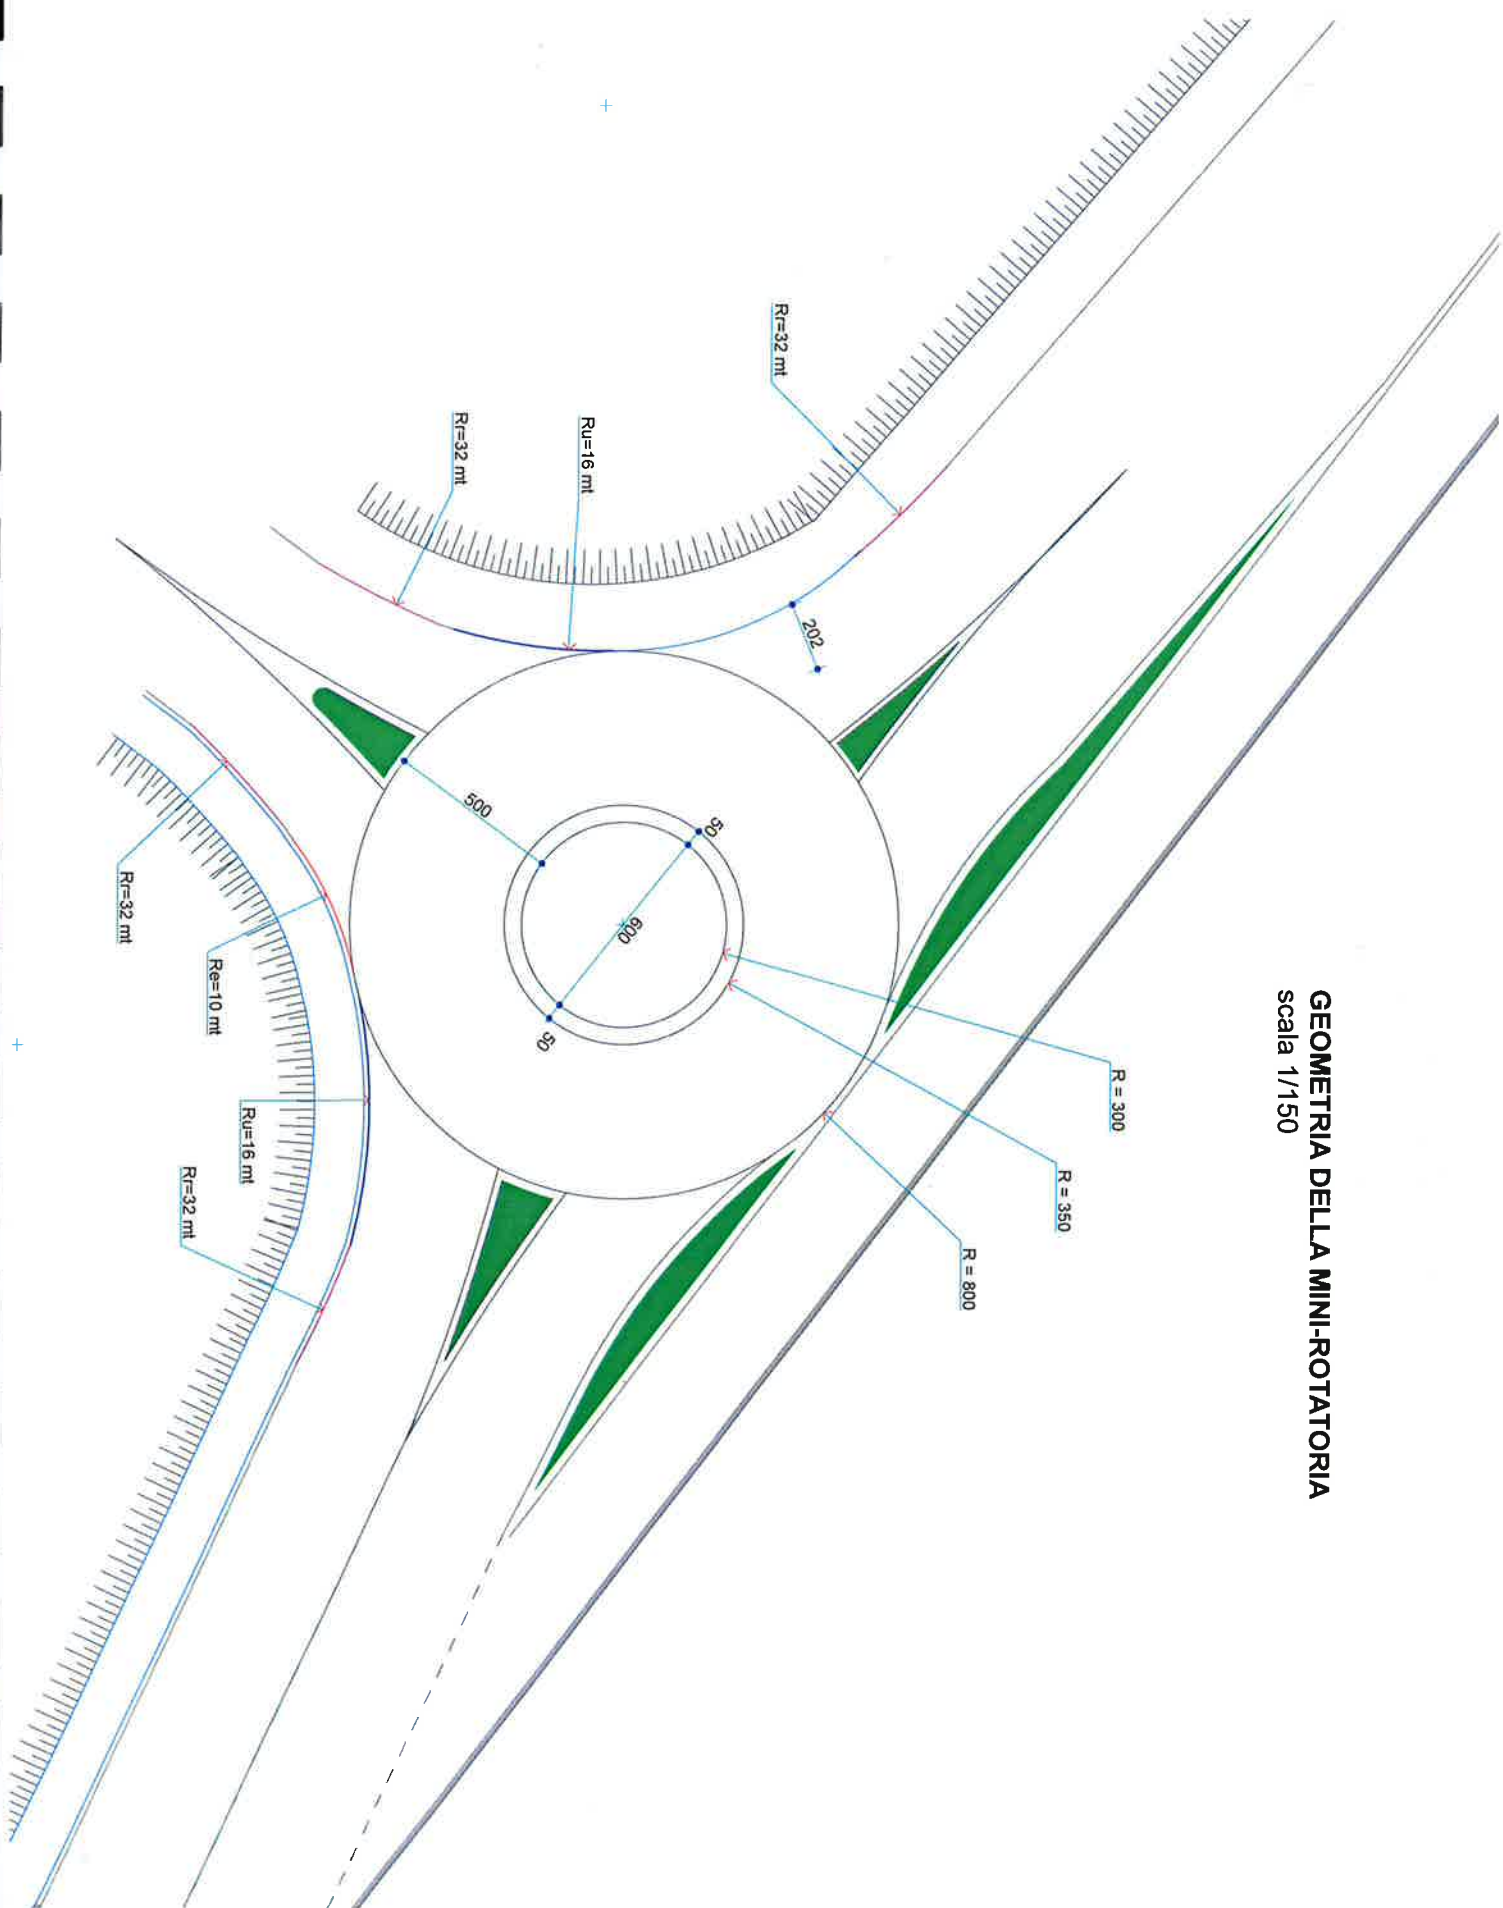 GEOMETRIA DELLA MINI-ROTATORIA
scala 1/150
R = 300
R = 350
R = 800
Rr=32 mt
Ru=16 mt
Rr=32 mt
202
500
50
600
50
Rr=32 mt
Re=10 mt
Ru=16 mt
Rr=32 mt